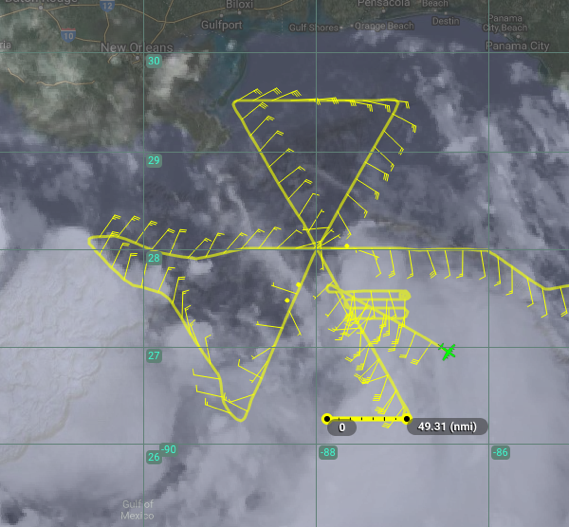 Baton Rouge
Biloxi
Pensacola
Beach
12
Gulfport
Gulf Shores
Orange Beach
Destin
Panama
City Beach
10
New Orleans
Panama City
30
29
28
27
0
49.31 (nmi)
26
-90
-88
-86
Gulf of
Mexico